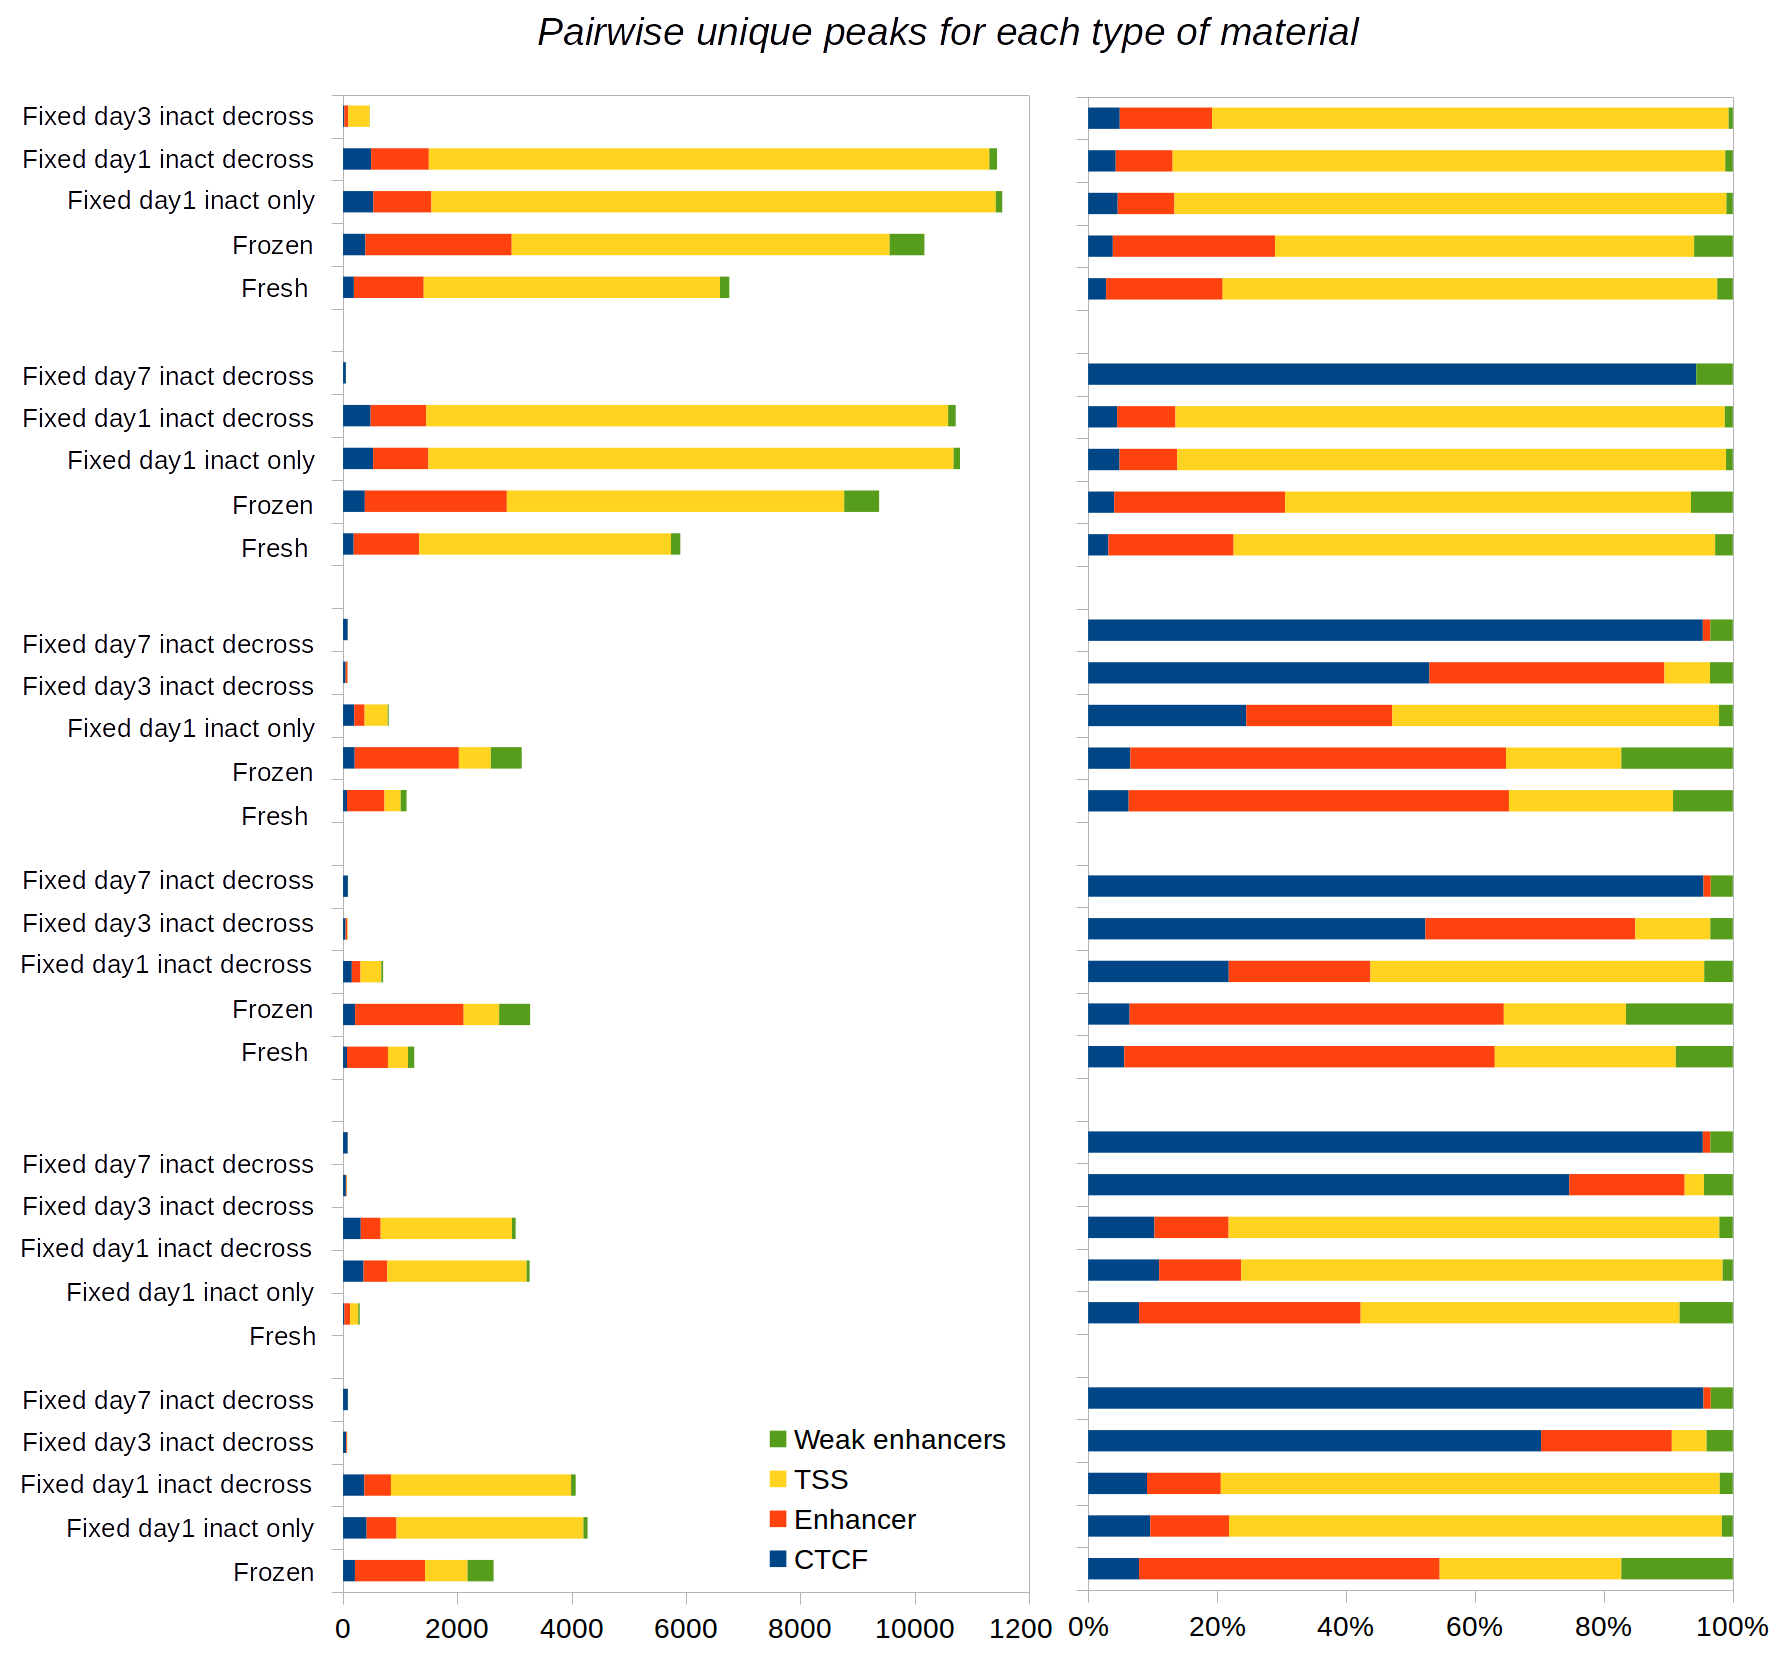 Pairwise unique peaks for each type of material
Fixed day3 inact decross
Fixed day1 inact decross
Fixed day1 inact only
Frozen
Fresh
Fixed day7 inact decross
Fixed day1 inact decross
Fixed day1 inact only
Frozen
Fresh
Fixed day7 inact decross
Fixed day3 inact decross
Fixed day1 inact only
Frozen
Fresh
Fixed day7 inact decross
Fixed day3 inact decross
Fixed day1 inact decross
Frozen
Fresh
Fixed day7 inact decross
Fixed day3 inact decross
Fixed day1 inact decross
Fixed day1 inact only
Fresh
Fixed day7 inact decross
Fixed day3 inact decross
Fixed day1 inact decross
Fixed day1 inact only
Frozen
Weak enhancers
TSS
Enhancer
CTCF
0 2000 4000 6000 8000 10000 1200
0% 20% 40% 60% 80% 100%